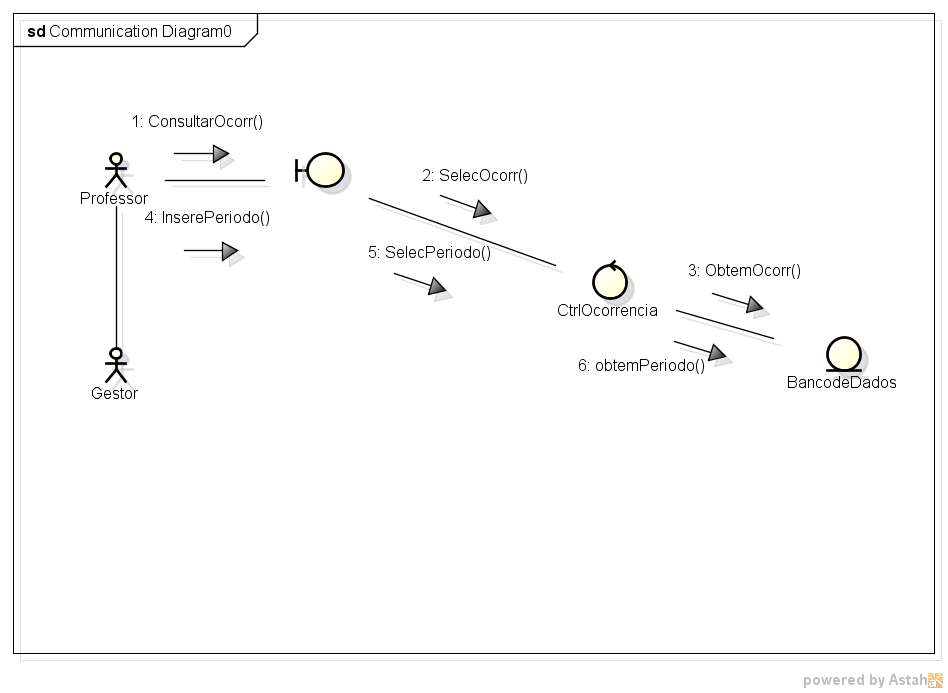 sd Communication Diagram0
1: ConsultarOcorr()
2: SelecOcorr()
Professor
4: InserePeriodo()
5: SelecPeriodo()
3: ObtemOcorr()
CtrlOcorrencia
6: obtemPeriodo()
BancodeDados
Gestor
powered by Astah